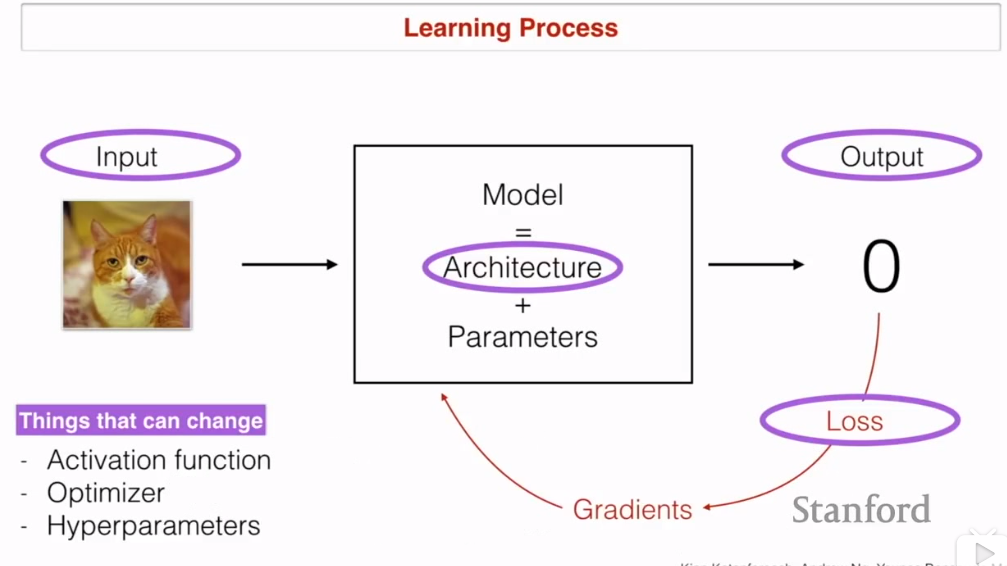 Learning Process
Input
Model
=
Architecture
+
Parameters
Output
0
Loss
Gradients
Things that can change
- Activation function
- Optimizer
- Hyperparameters
Stanford